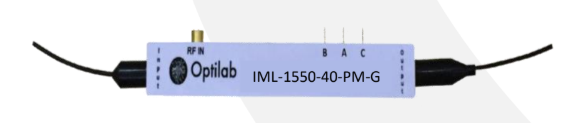 RF IN
B A C
Input
Optilab
IML-1550-40-PM-G
Output